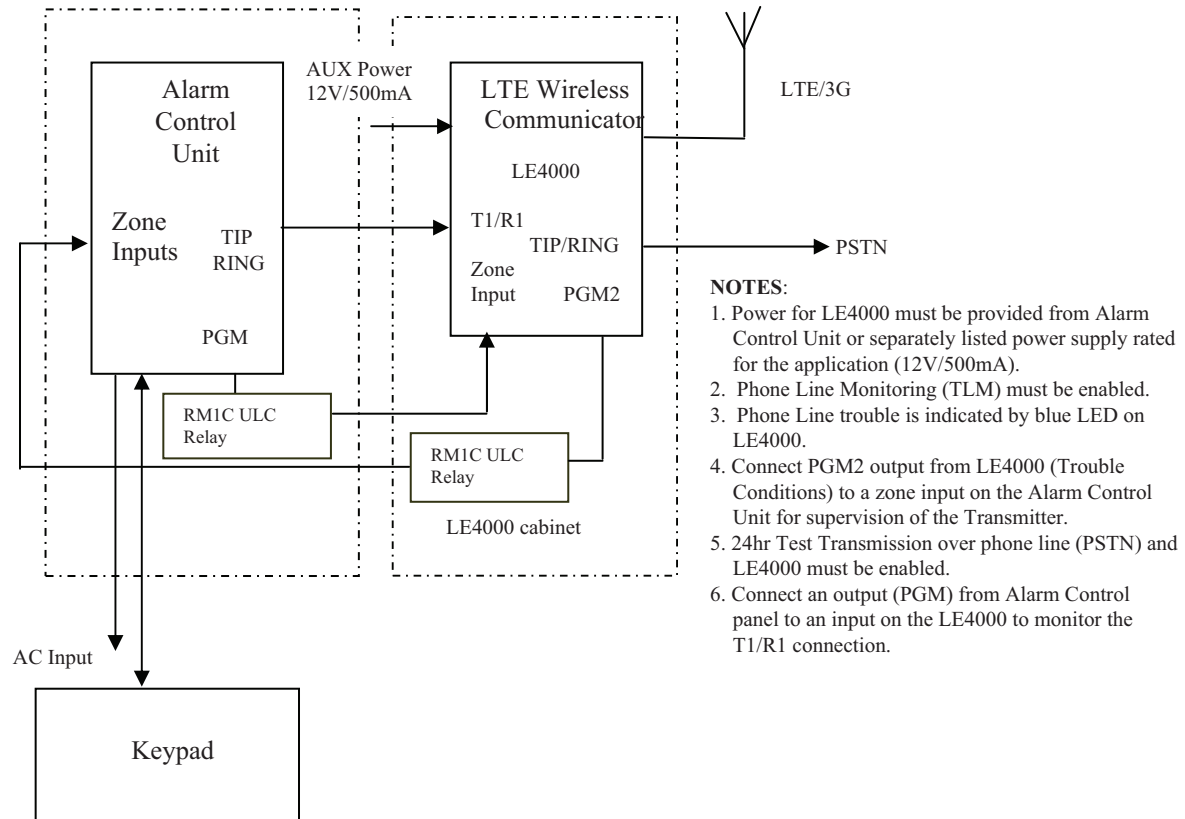 Alarm
Control
Unit
Zone
Inputs
TIP
RING
PGM
AUX Power
12V/500mA
LTE Wireless
Communicator
LE4000
T1/R1
TIP/RING
Zone
Input
PGM2
LTE/3G
PSTN
RM1C ULC
Relay
RM1C ULC
Relay
LE4000 cabinet
AC Input
Keypad
NOTES:
1. Power for LE4000 must be provided from Alarm
Control Unit or separately listed power supply rated
for the application (12V/500mA).
2. Phone Line Monitoring (TLM) must be enabled.
3. Phone Line trouble is indicated by blue LED on
LE4000.
4. Connect PGM2 output from LE4000 (Trouble
Conditions) to a zone input on the Alarm Control
Unit for supervision of the Transmitter.
5. 24hr Test Transmission over phone line (PSTN) and
LE4000 must be enabled.
6. Connect an output (PGM) from Alarm Control
panel to an input on the LE4000 to monitor the
T1/R1 connection.